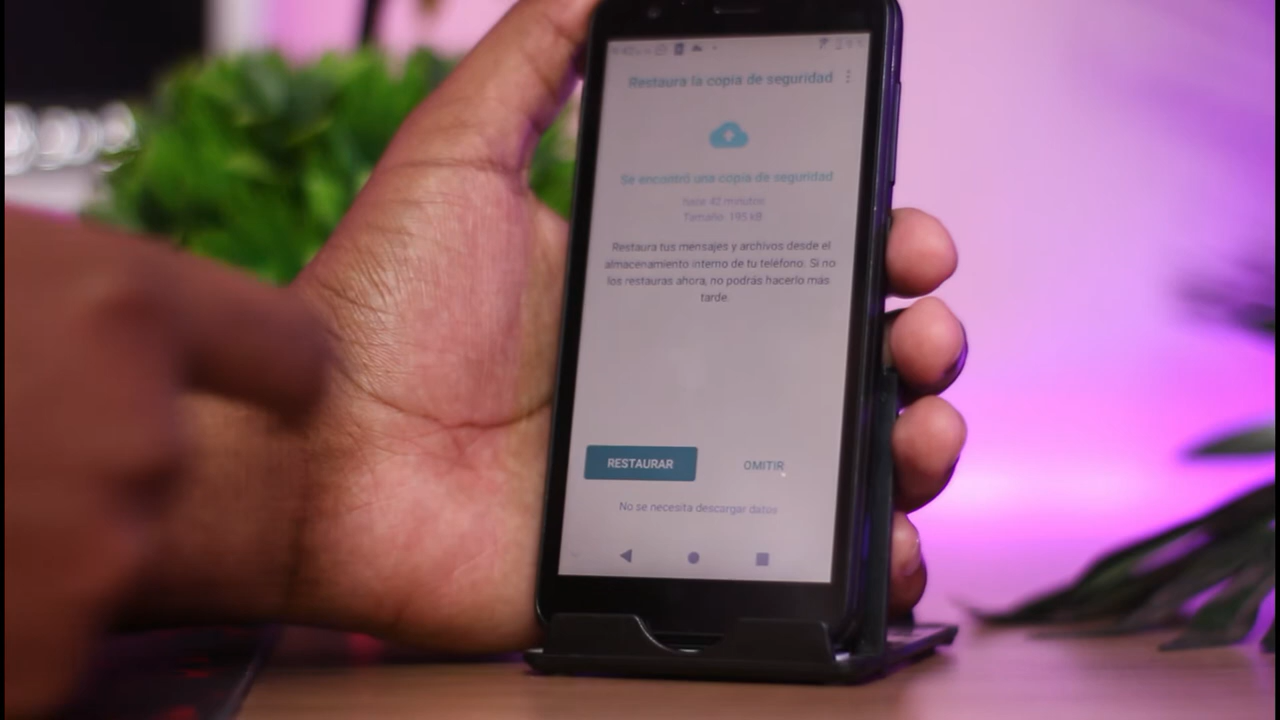 Restaura la copia de seguridad
Se encontró una copia de seguridad
hace 42 minutos
Tamaño: 195 kB
Restaura tus mensajes y archivos desde el
almacenamiento interno de tu teléfono. Si no
los restauras ahora, no podrás hacerlo más
tarde.
RESTAURAR
OMITIR
No se necesita descargar datos